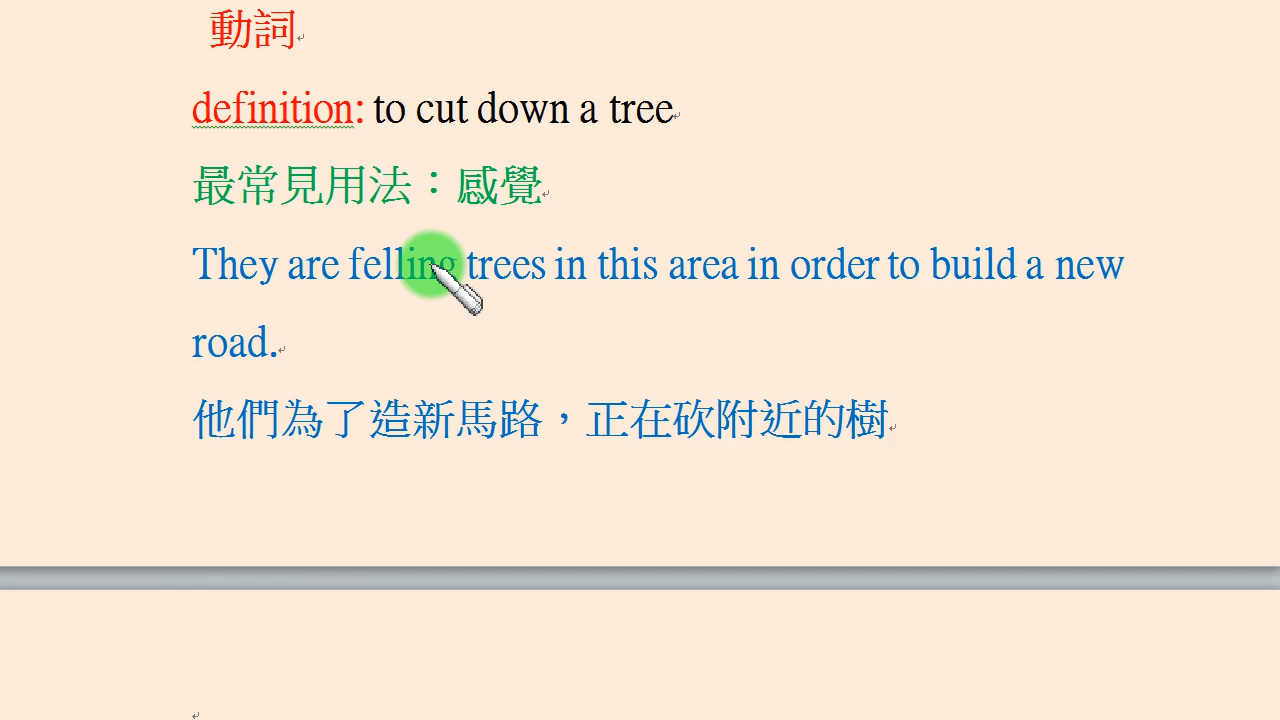 動詞
definition: to cut down a tree
最常見用法：感覺
They are felling trees in this area in order to build a new
road.
他們為了造新馬路，正在砍附近的樹